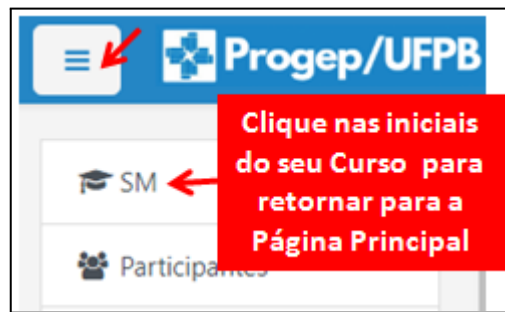 Progep/UFPB
Clique nas iniciais
do seu Curso para
retornar para a
Página Principal
SM
Participantes